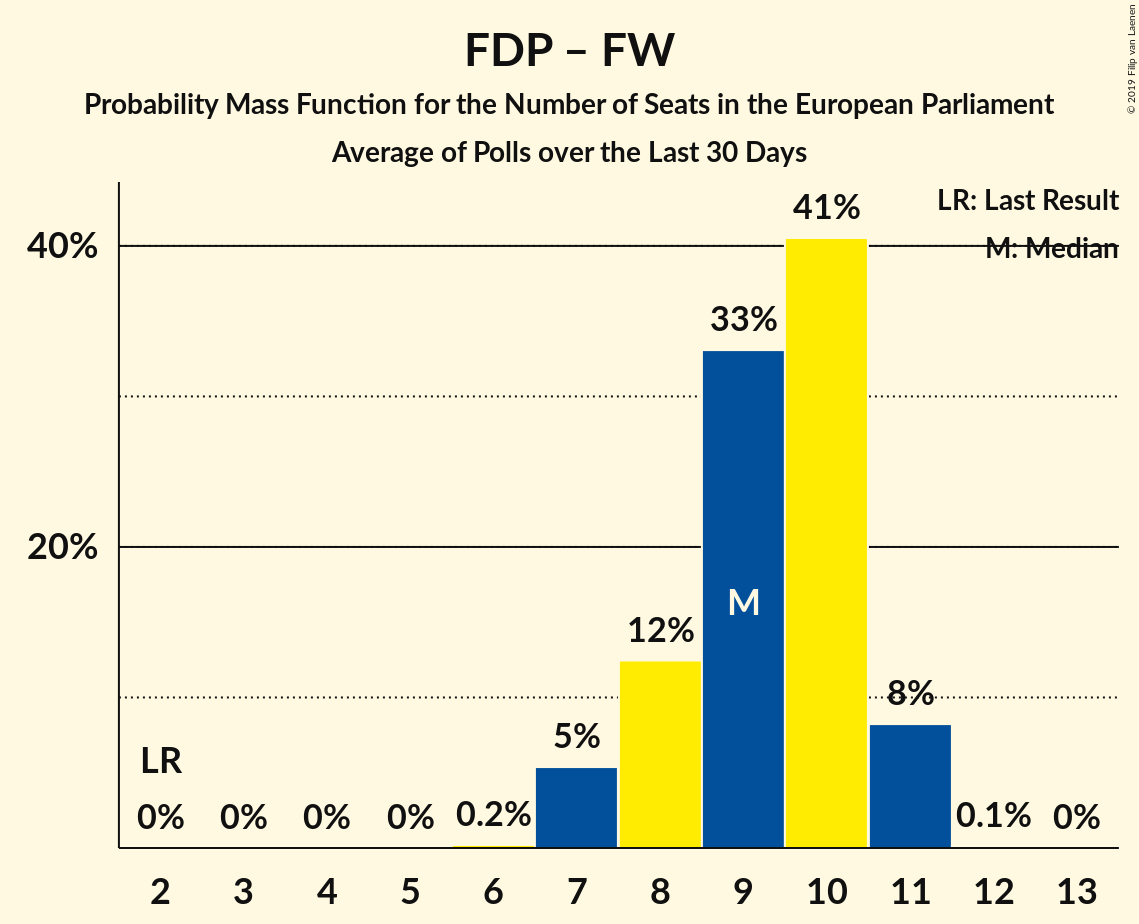 FDP – FW
Probability Mass Function for the Number of Seats in the European Parliament
Average of Polls over the Last 30 Days
© 2019 Filip van Laenen
LR: Last Result
M: Median
40%
20%
LR
0%
0%
0%
0%
0.2%
5%
12%
33%
M
41%
8%
0.1%
0%
2 3 4 5 6 7 8 9 10 11 12 13